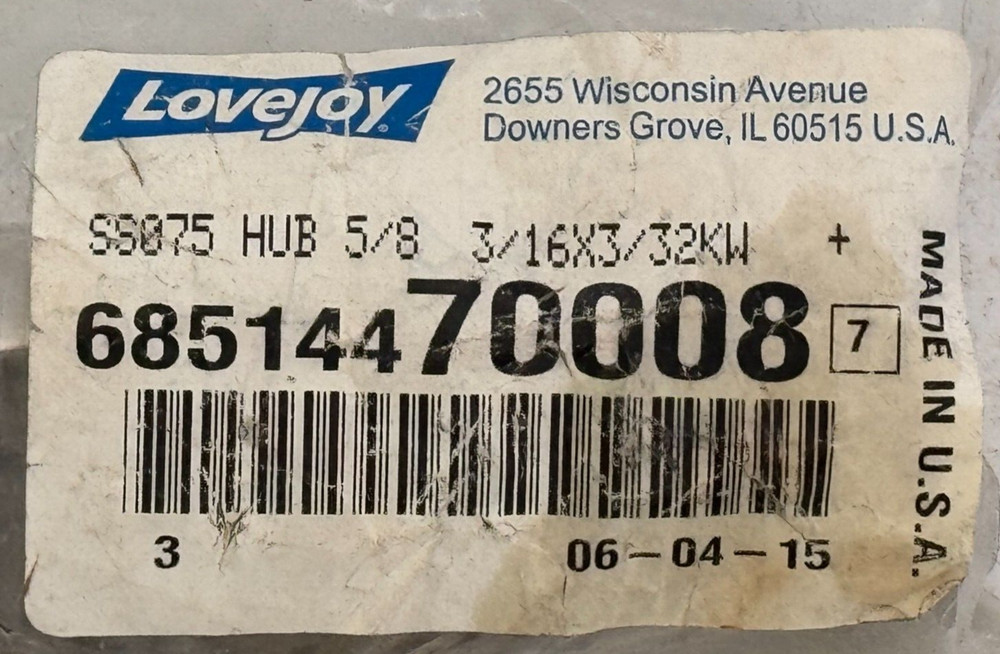 Lovejoy
2655 Wisconsin Avenue
Downers Grove, IL 60515 U.S.A.
SS075 HUB 5/8 3/16X3/32KW +
68514470008 7
3 06-04-15
MADE IN U.S.A.